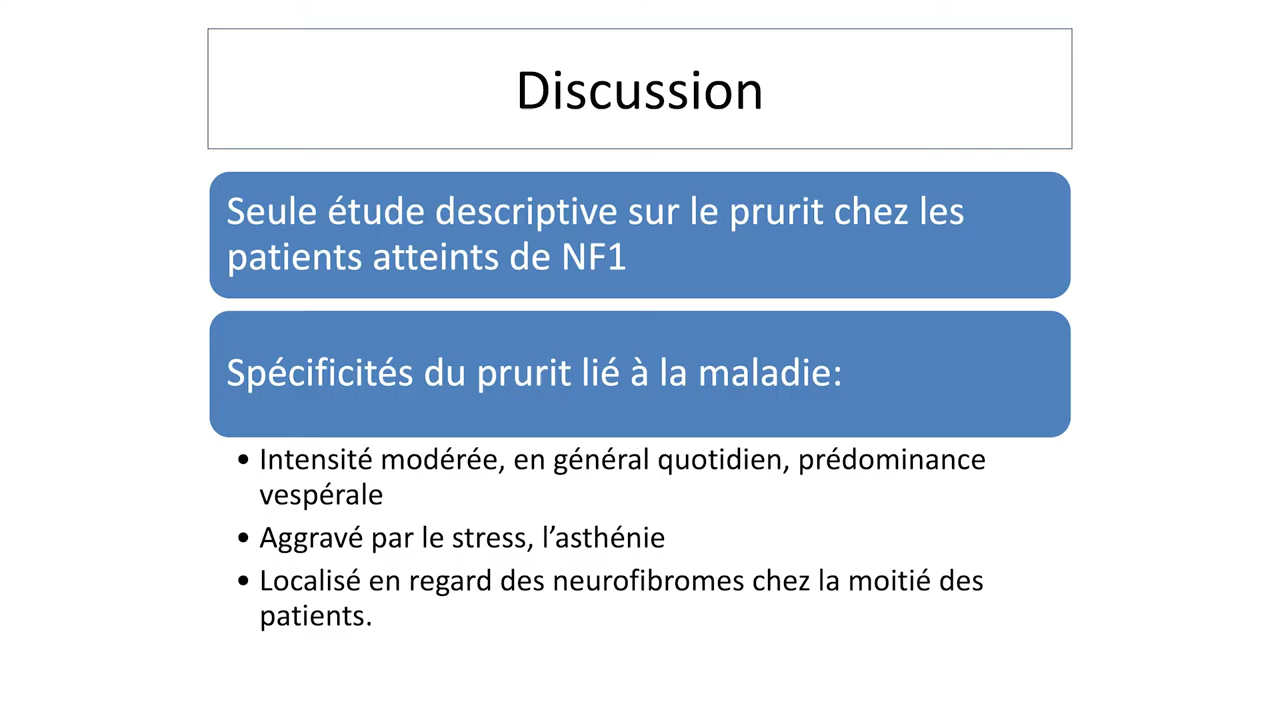 Discussion
Seule étude descriptive sur le prurit chez les
patients atteints de NF1
Spécificités du prurit lié à la maladie:
• Intensité modérée, en général quotidien, prédominance
vespérale
• Aggravé par le stress, l’asthénie
• Localisé en regard des neurofibromes chez la moitié des
patients.